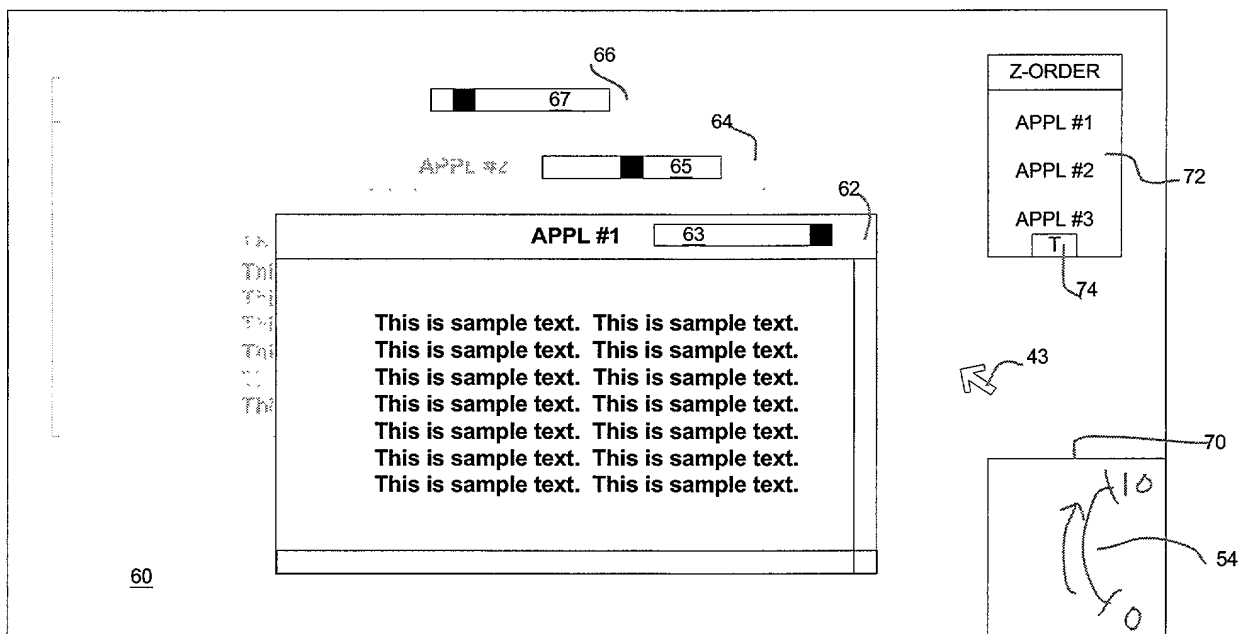 66
67
Z-ORDER
APPL #1
64
APPL #2
65
APPL #2
72
62
APPL #3
APPL #1
63
T
Thi
74
This is sample text. This is sample text.
This is sample text. This is sample text.
43
This is sample text. This is sample text.
This is sample text. This is sample text.
This is sample text. This is sample text.
70
This is sample text. This is sample text.
10
This is sample text. This is sample text.
54
60
0